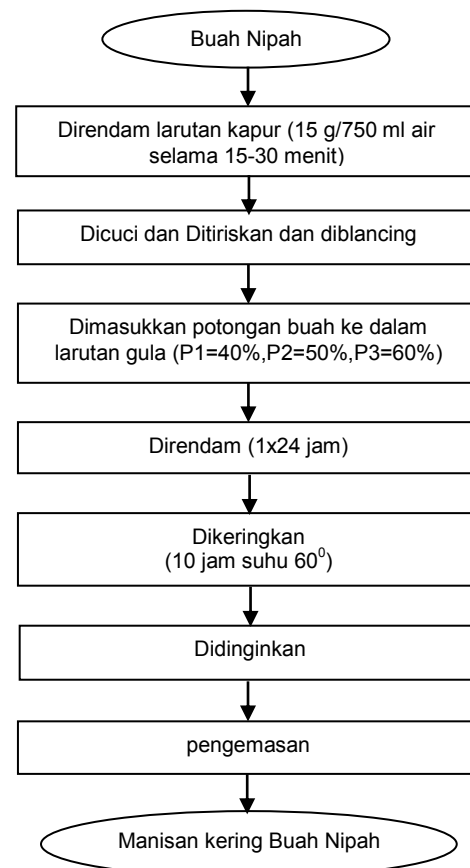 Buah Nipah
Direndam larutan kapur (15 g/750 ml air
selama 15-30 menit)
Dicuci dan Ditiriskan dan diblancing
Dimasukkan potongan buah ke dalam
larutan gula (P1=40%,P2=50%,P3=60%)
Direndam (1x24 jam)
Dikeringkan
(10 jam suhu 60⁰)
Didinginkan
pengemasan
Manisan kering Buah Nipah